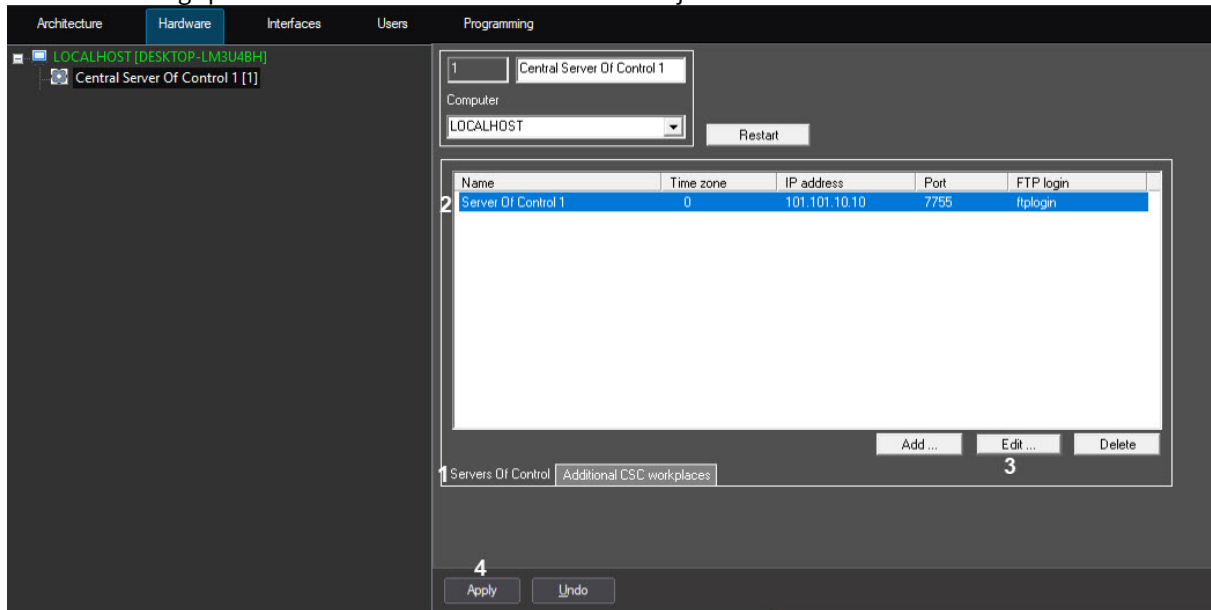 Architecture Hardware Interfaces Users Programming
LOCALHOST [DESKTOP-LM3U4BH]
Central Server Of Control 1 [1]
1 Central Server Of Control 1
Computer
LOCALHOST
Restart
Name Time zone IP address Port FTP login
2 Server Of Control 1 0 101.101.10.10 7755 ftplogin
Add ... Edit ... Delete
3
1 Servers Of Control Additional CSC workplaces
4
Apply Undo